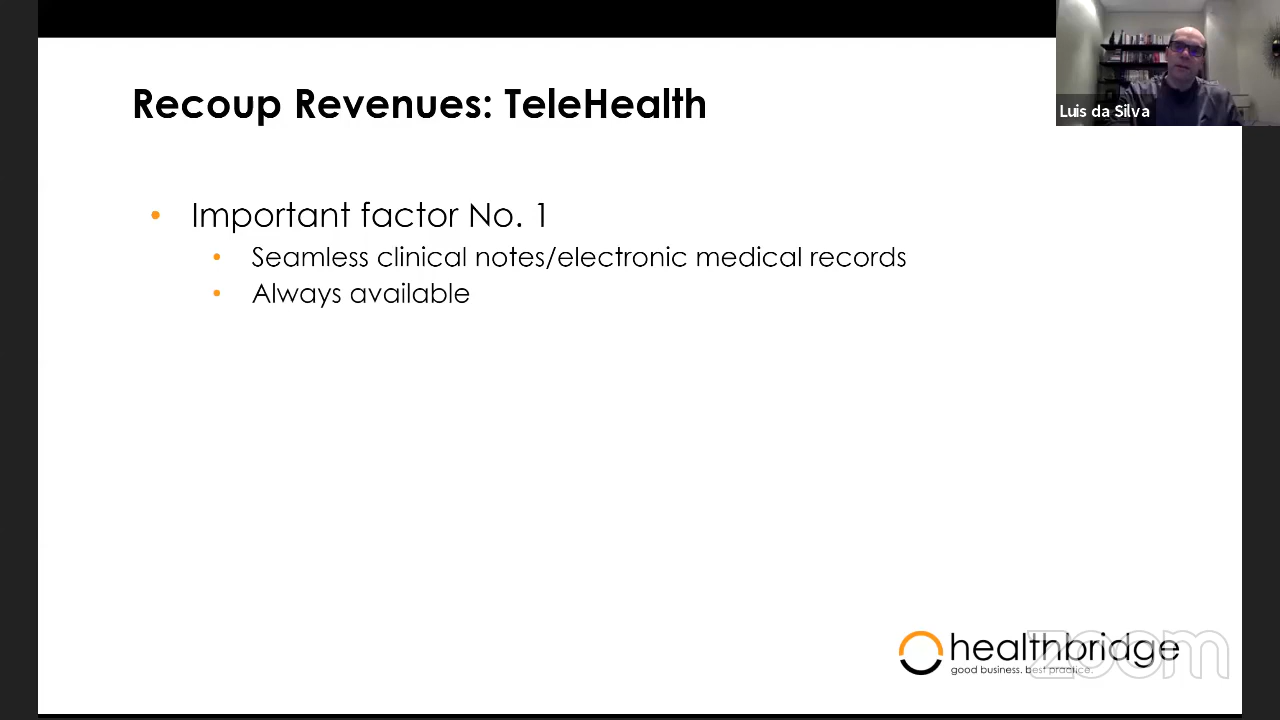 Recoup Revenues: TeleHealth
Luis da Silva
Important factor No. 1
Seamless clinical notes/electronic medical records
Always available
healthbridge
good business. best practice.
zoom